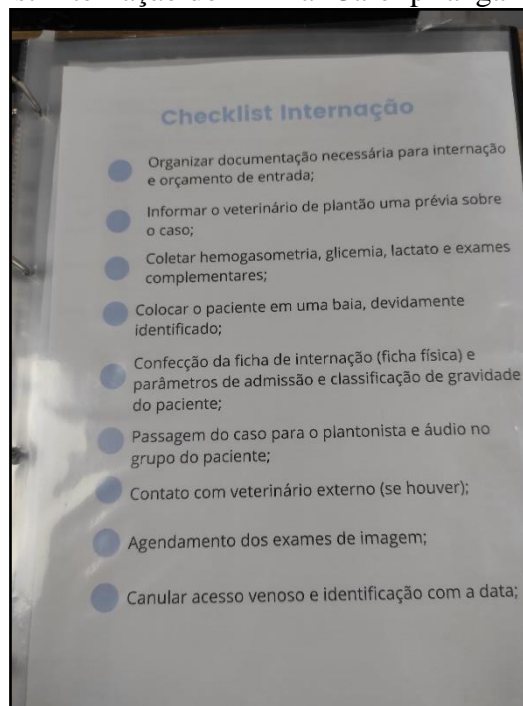 Checklist Internação
Organizar documentação necessária para internação
e orçamento de entrada;
Informar o veterinário de plantão uma prévia sobre
o caso;
Coletar hemogasometria, glicemia, lactato e exames
complementares;
Colocar o paciente em uma baia, devidamente
identificado;
Confecção da ficha de internação (ficha física) e
parâmetros de admissão e classificação de gravidade
do paciente;
Passagem do caso para o plantonista e áudio no
grupo do paciente;
Contato com veterinário externo (se houver);
Agendamento dos exames de imagem;
Canular acesso venoso e identificação com a data;